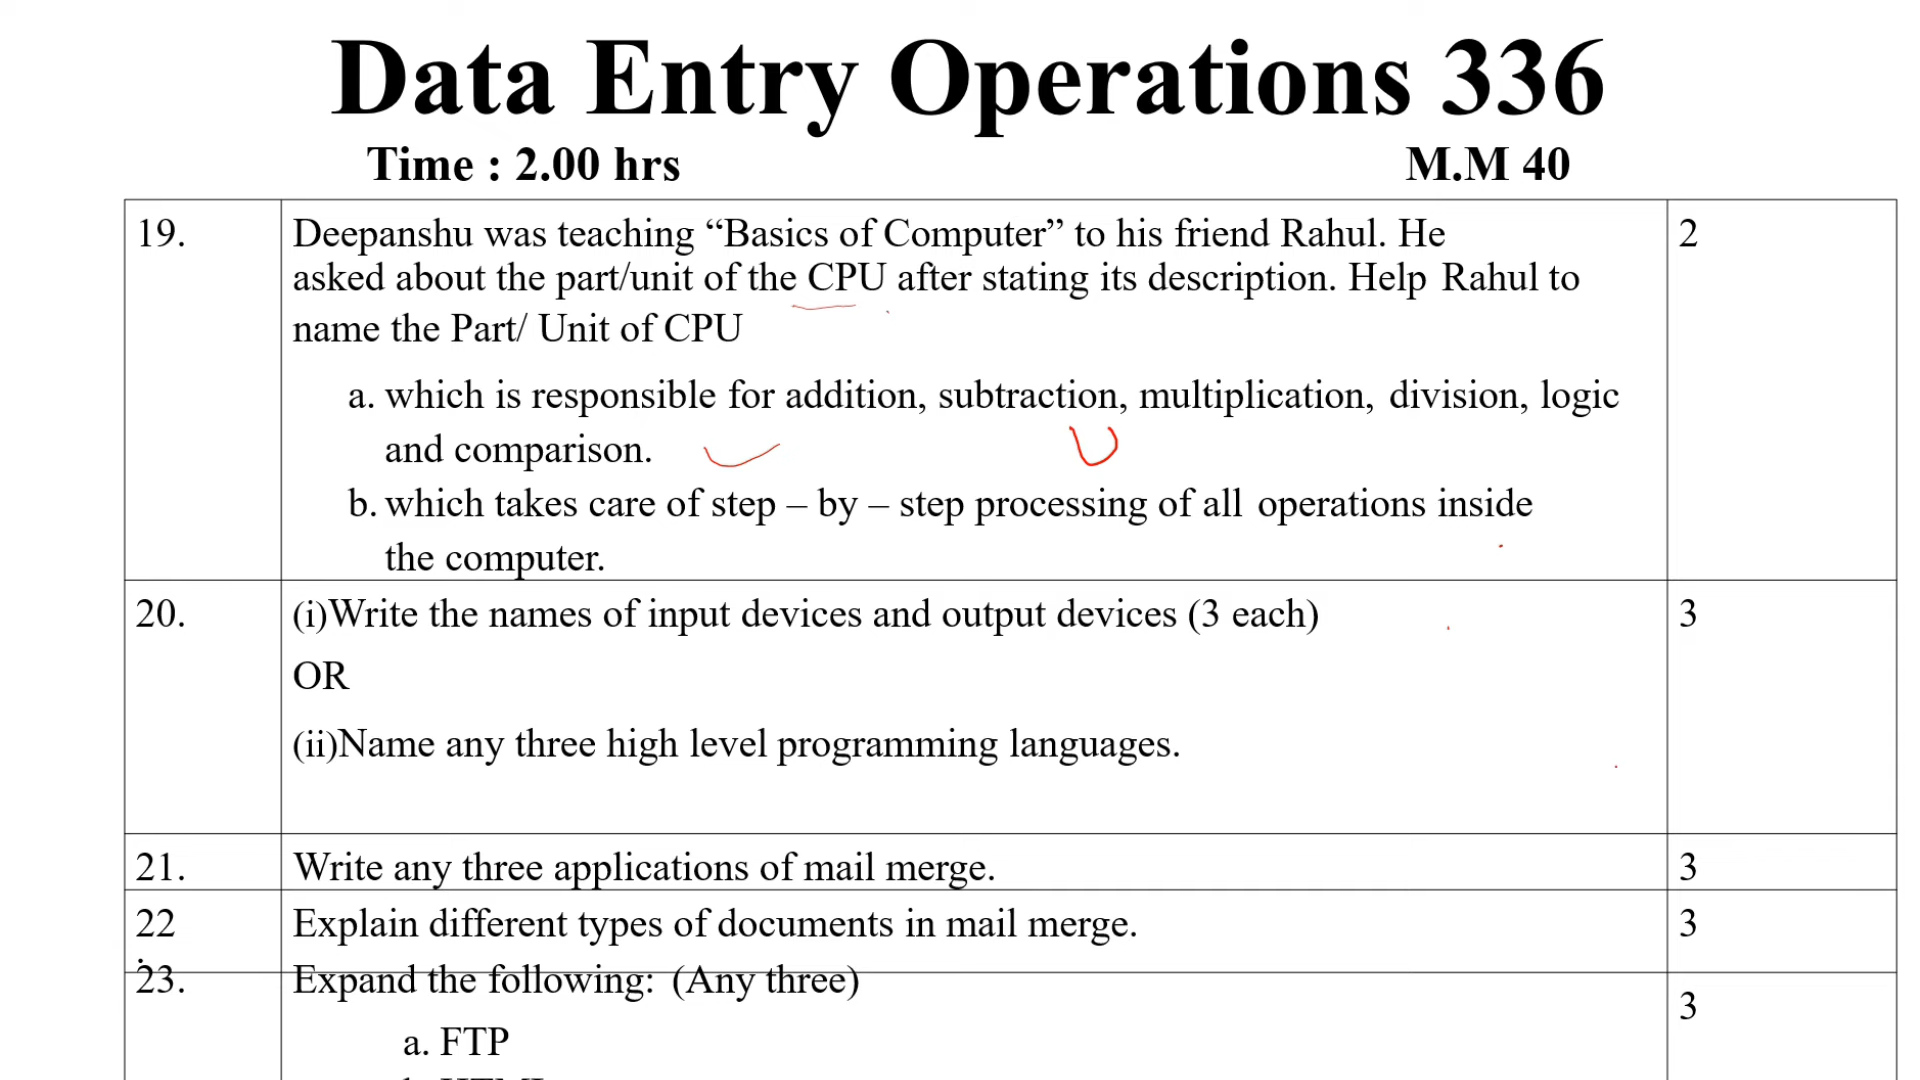 Data Entry Operations 336
Time : 2.00 hrs M.M 40
19. Deepanshu was teaching “Basics of Computer” to his friend Rahul. He 2
asked about the part/unit of the CPU after stating its description. Help Rahul to
name the Part/ Unit of CPU
a. which is responsible for addition, subtraction, multiplication, division, logic
and comparison.
b. which takes care of step – by – step processing of all operations inside
the computer.
20. (i)Write the names of input devices and output devices (3 each) 3
OR
(ii)Name any three high level programming languages.
21. Write any three applications of mail merge. 3
22 Explain different types of documents in mail merge. 3
.
23. Expand the following: (Any three)
3
a. FTP